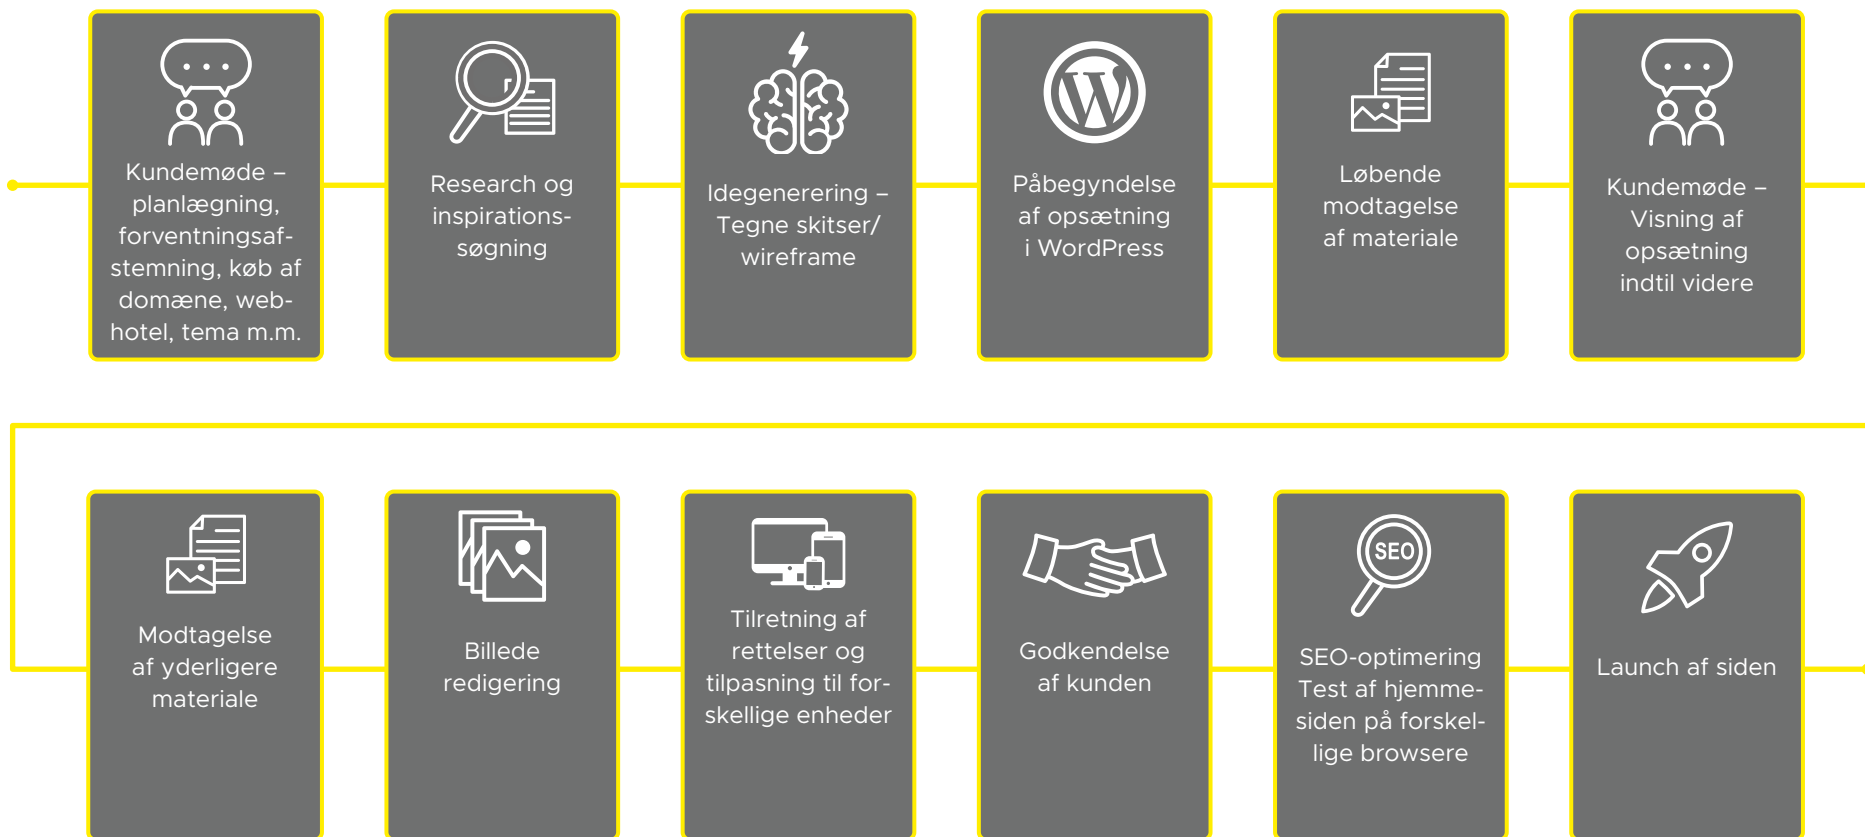 Kundemøde –
planlægning,
forventningsaf-
stemning, køb af
domæne, web-
hotel, tema m.m.
Research og
inspirations-
søgning
Idegenerering –
Tegne skitser/
wireframe
Påbegyndelse
af opsætning
i WordPress
Løbende
modtagelse
af materiale
Kundemøde –
Visning af
opsætning
indtil videre
Modtagelse
af yderligere
materiale
Billede
redigering
Tilretning af
rettelser og
tilpasning til for-
skellige enheder
Godkendelse
af kunden
SEO
SEO-optimering
Test af hjemme-
siden på forskel-
lige browsere
Launch af siden